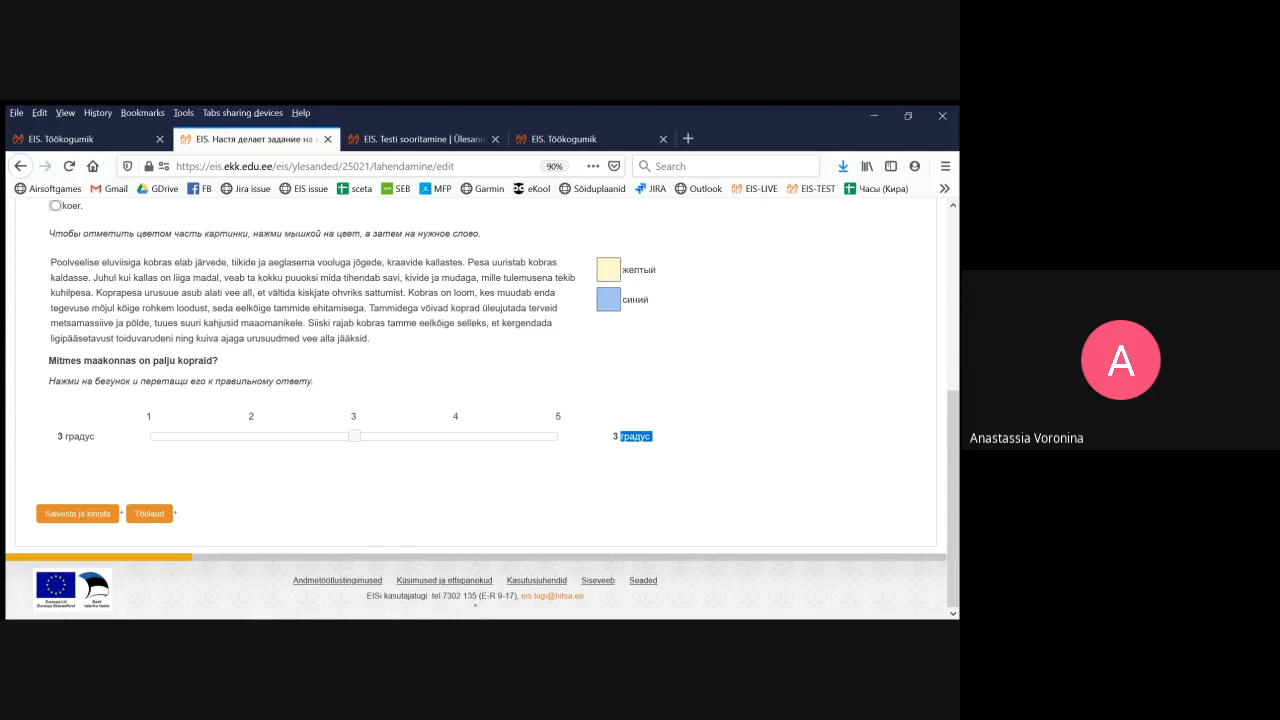 File Edit View History Bookmarks Tools Tabs sharing devices Help
EIS. Töökogumik
EIS. Настя делает задание на
EIS. Testi sooritamine | Ülesann
EIS. Töökogumik
https://eis.ekk.edu.ee/eis/ylesanded/25021/lahendamine/edit
90%
Search
Airsoftgames Gmail GDrive FB Jira issue EIS issue sceta SEB MFP Garmin eKool Sõiduplaanid JIRA Outlook EIS-LIVE EIS-TEST Часы (Кира)
koer.
Чтобы отметить цветом часть картинки, нажми мышкой на цвет, а затем на нужное слово.
Poolveelise eluviisiga kobras elab järvede, tiikide ja aeglasema vooluga jõgede, kraavide kallastes. Pesa uuristab kobras
kaldasse. Juhul kui kallas on liiga madal, veab ta kokku puuoksi mida tihendab savi, kivide ja mudaga, mille tulemusena tekib
kuhilpesa. Koprapesa urusuue asub alati vee all, et vältida kiskjate ohvriks sattumist. Kobras on loom, kes muudab enda
tegevuse mõjul kõige rohkem loodust, seda eelkõige tammide ehitamisega. Tammidega võivad koprad üleujutada terveid
metsamassiive ja põlde, tuues suuri kahjusid maaomanikele. Siiski rajab kobras tamme eelkõige selleks, et kergendada
ligipääsetavust toiduvarudeni ning kuiva ajaga urusuudmed vee alla jääksid.
желтый
синий
Mitmes maakonnas on palju kopraid?
Нажми на бегунок и перетащи его к правильному ответу.
1 2 3 4 5
3 градус
3 градус
Salvesta ja kinnita
Töölaud
Andmetöötlustingimused Küsimused ja ettepanekud Kasutusjuhendid Siseveeb Seaded
EISi kasutajatugi: tel 7302 135 (E-R 9-17), eis.tugi@hitsa.ee
A
Anastassia Voronina